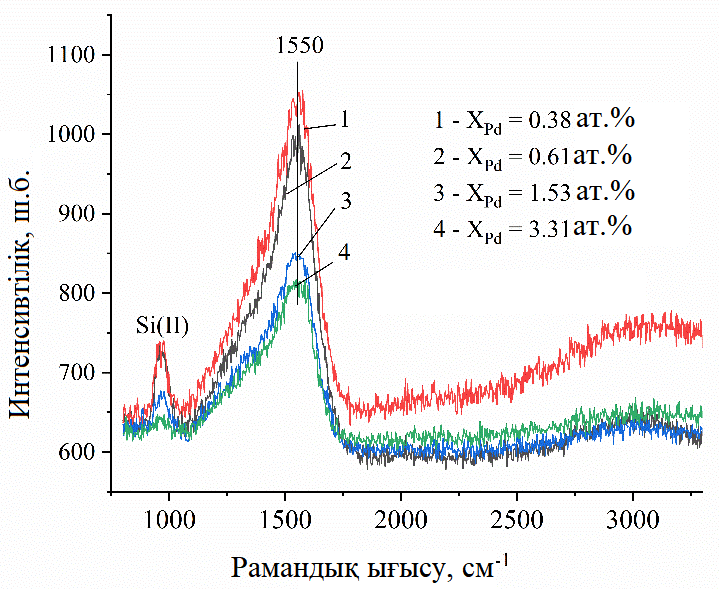 1550
1100
1000
900
800
700
600
Интенсивтілік, ш.б.
Si(II)
1
2
3
4
1 - X_Pd = 0.38 ат.%
2 - X_Pd = 0.61 ат.%
3 - X_Pd = 1.53 ат.%
4 - X_Pd = 3.31 ат.%
1000 1500 2000 2500 3000
Рамандық ығысу, см⁻¹